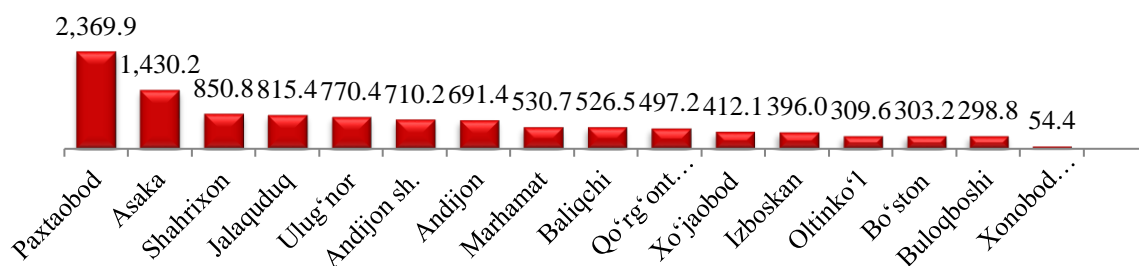 2,369.9
1,430.2
850.8
815.4
770.4
710.2
691.4
530.7
526.5
497.2
412.1
396.0
309.6
303.2
298.8
54.4
Paxtaobod
Asaka
Shahrixon
Jalaquduq
Ulug‘nor
Andijon sh.
Andijon
Marhamat
Baliqchi
Qo‘rg‘ont…
Xo‘jaobod
Izboskan
Oltinko‘l
Bo‘ston
Buloqboshi
Xonobod…